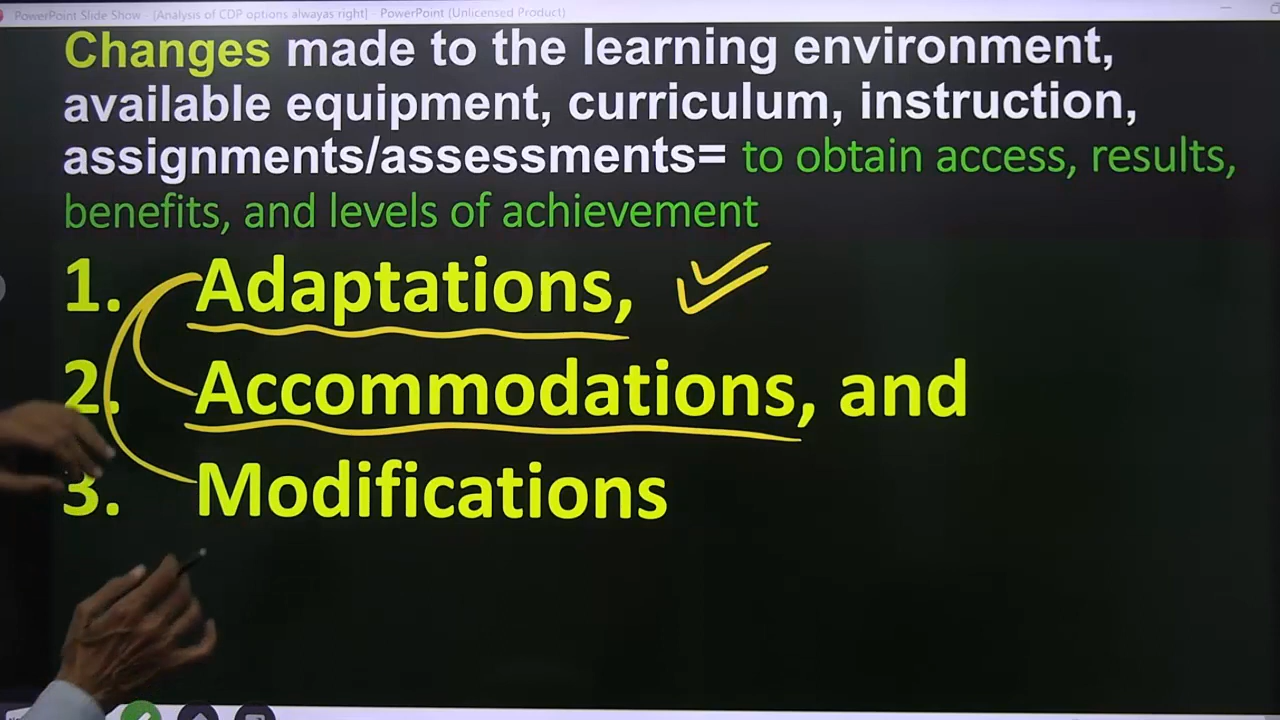 PowerPoint Slide Show - [Analysis of CDP options alwayas right] - PowerPoint (Unlicensed Product)
Changes made to the learning environment,
available equipment, curriculum, instruction,
assignments/assessments= to obtain access, results,
benefits, and levels of achievement
1. Adaptations,
2. Accommodations, and
3. Modifications